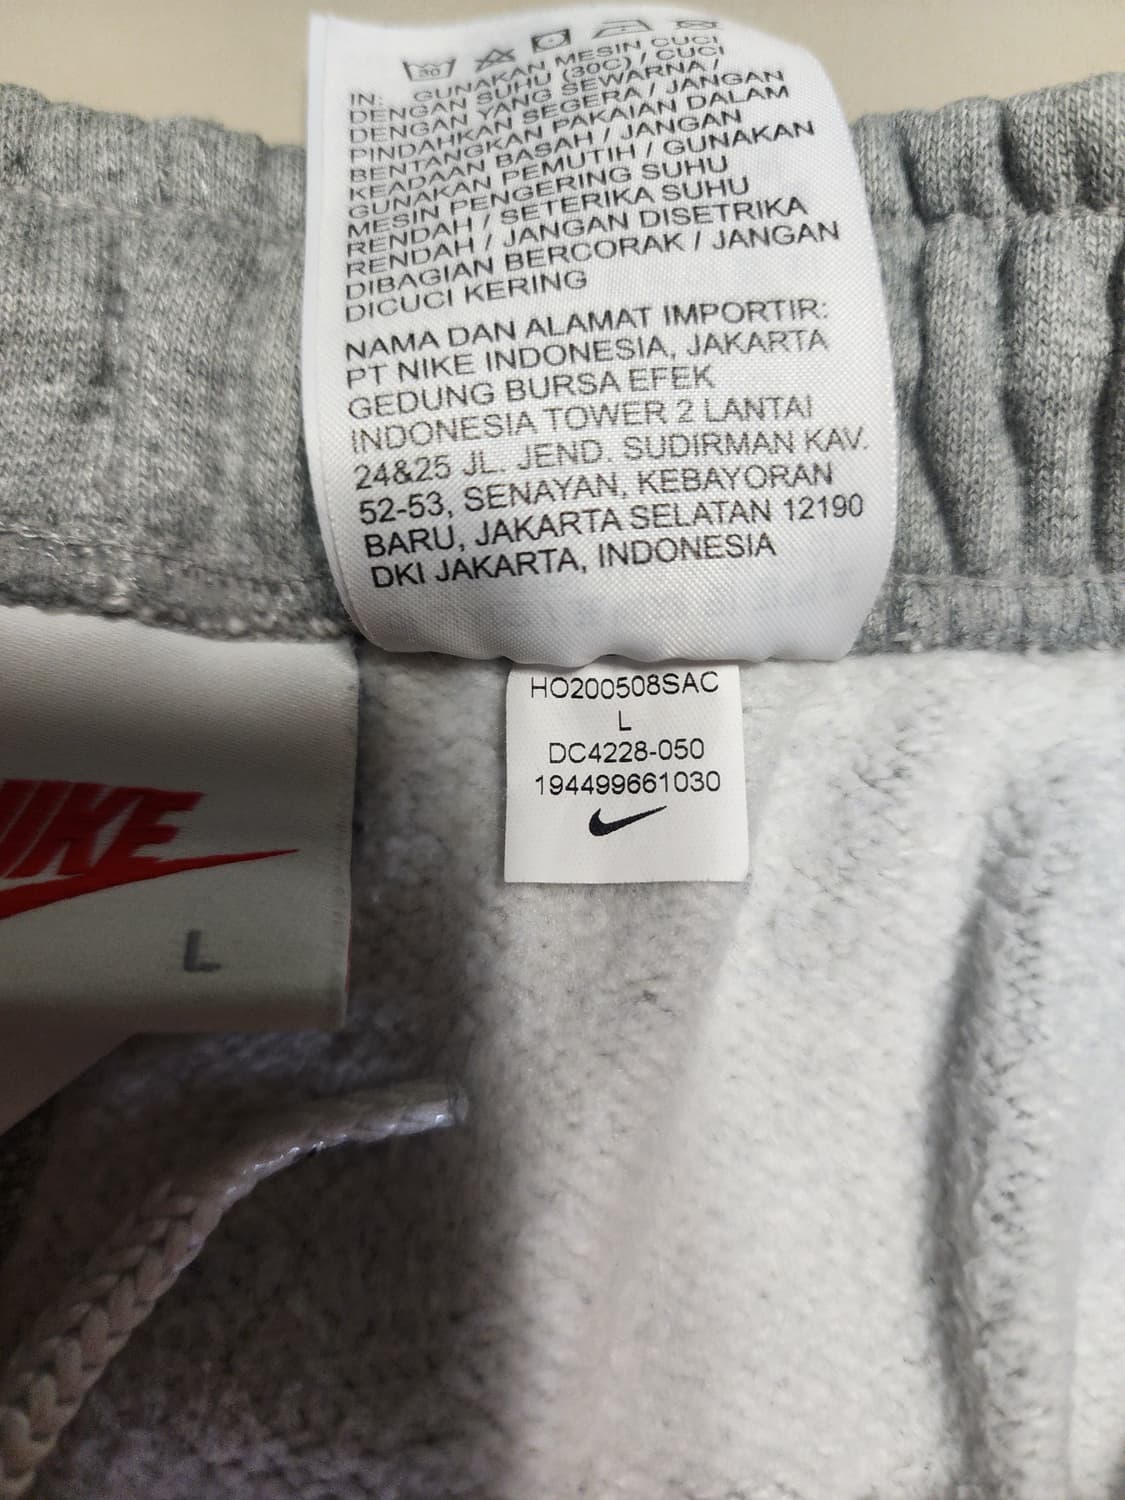 30
IN: GUNAKAN MESIN CUCI
DENGAN SUHU (30C) / CUCI
DENGAN YANG SEWARNA /
PINDAHKAN SEGERA / JANGAN
BENTANGKAN PAKAIAN DALAM
KEADAAN BASAH / JANGAN
GUNAKAN PEMUTIH / GUNAKAN
MESIN PENGERING SUHU
RENDAH / SETERIKA SUHU
RENDAH / JANGAN DISETRIKA
DIBAGIAN BERCORAK / JANGAN
DICUCI KERING
NAMA DAN ALAMAT IMPORTIR:
PT NIKE INDONESIA, JAKARTA
GEDUNG BURSA EFEK
INDONESIA TOWER 2 LANTAI
24&25 JL. JEND. SUDIRMAN KAV.
52-53, SENAYAN, KEBAYORAN
BARU, JAKARTA SELATAN 12190
DKI JAKARTA, INDONESIA
HO200508SAC
L
DC4228-050
194499661030
NIKE
L